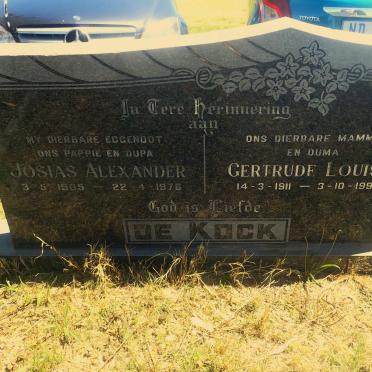 In Tere Herinnering
aan
MY DIERBARE EGGENOOT
ONS PAPPIE EN OUPA
JOSIAS ALEXANDER
3-5-1905 — 22-4-1976
ONS DIERBARE MAMM
EN OUMA
GERTRUDE LOUIS
14-3-1911 — 3-10-199
God is Liefde
DE KOCK
TOYOTA